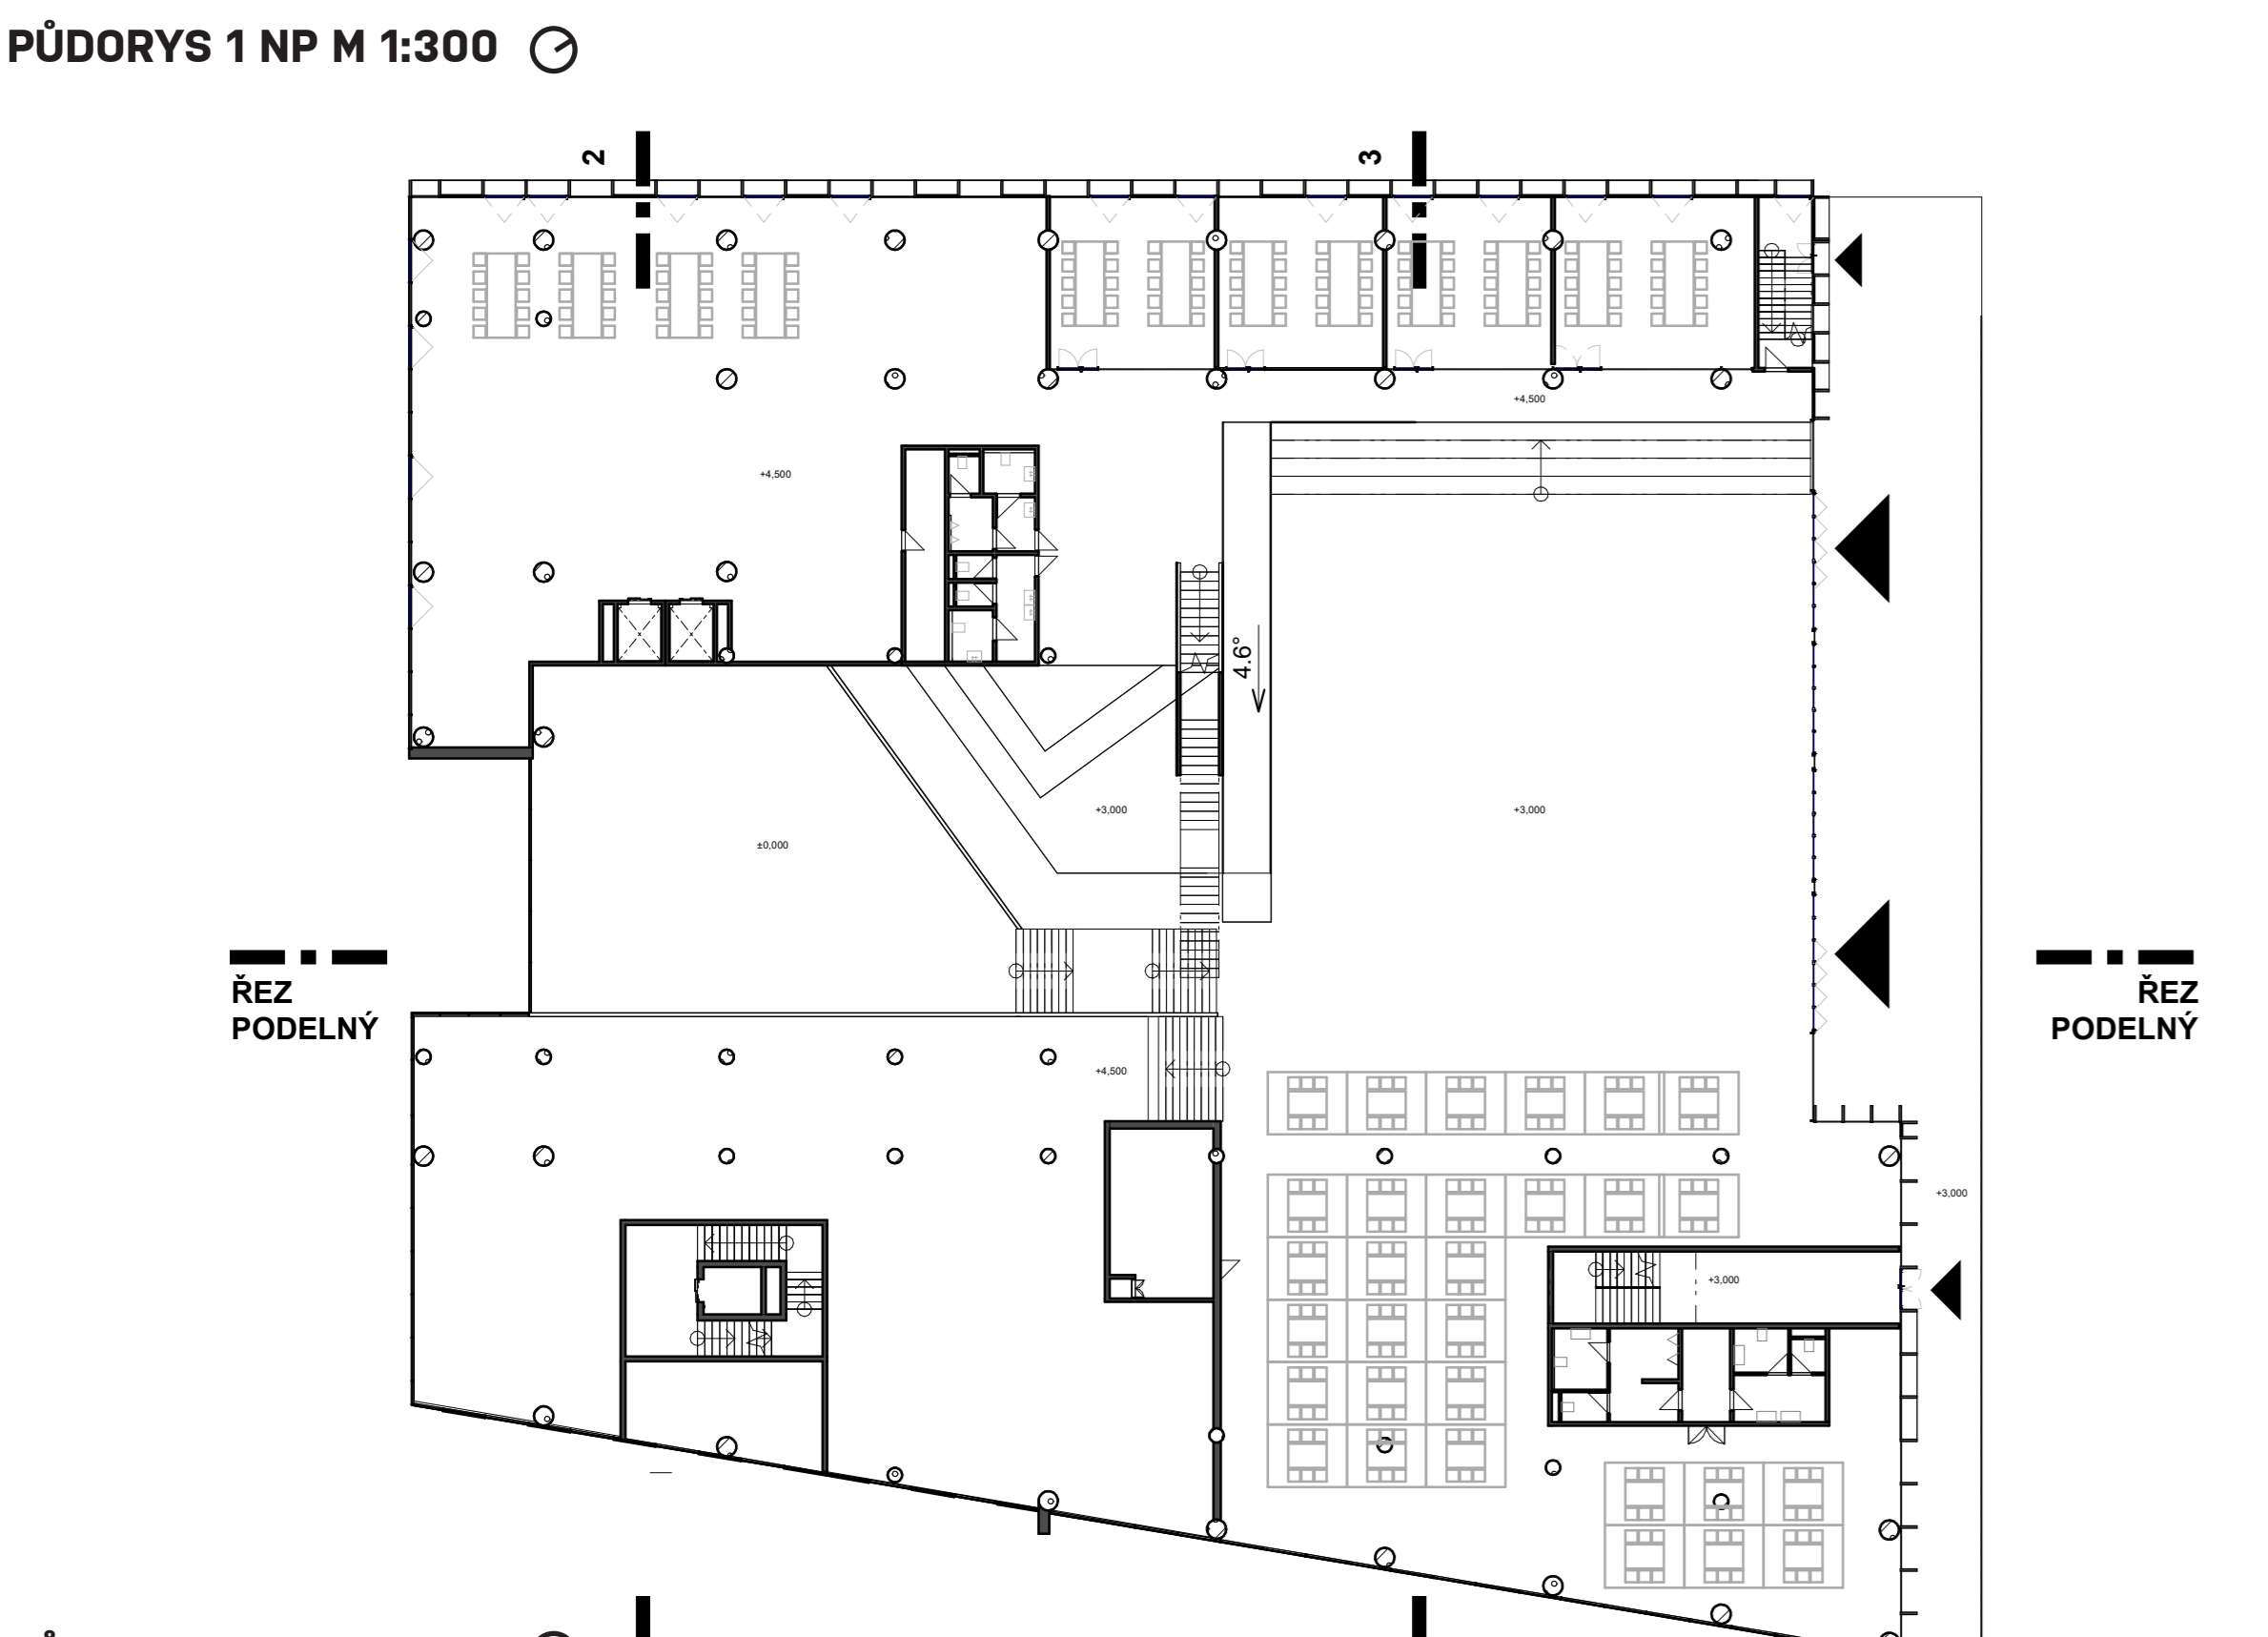 PŮDORYS 1 NP M 1:300
2
3
+4,500
+4,500
4.6°
+3,000
+3,000
±0,000
ŘEZ
PODELNÝ
ŘEZ
PODELNÝ
+4,500
+3,000
+3,000